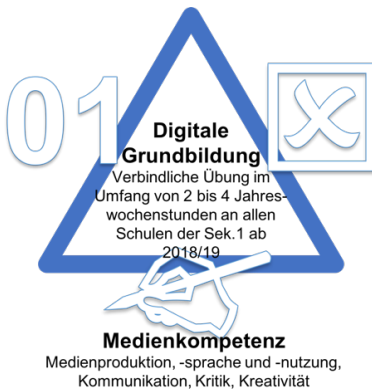 01
Digitale
Grundbildung
Verbindliche Übung im
Umfang von 2 bis 4 Jahres-
wochenstunden an allen
Schulen der Sek.1 ab
2018/19
Medienkompetenz
Medienproduktion, -sprache und -nutzung,
Kommunikation, Kritik, Kreativität